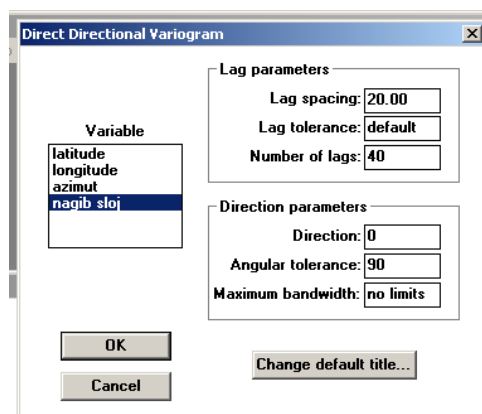 Direct Directional Variogram
Variable
latitude
longitude
azimut
nagib sloj
Lag parameters
Lag spacing: 20.00
Lag tolerance: default
Number of lags: 40
Direction parameters
Direction: 0
Angular tolerance: 90
Maximum bandwidth: no limits
OK
Cancel
Change default title...